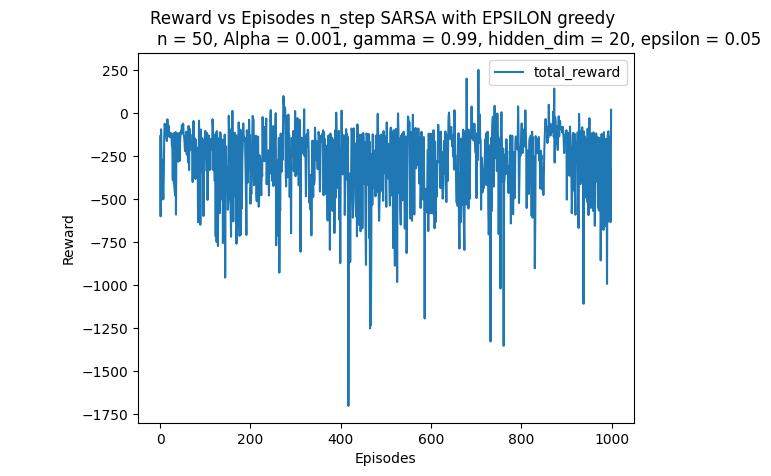 Reward vs Episodes n_step SARSA with EPSILON greedy
n = 50, Alpha = 0.001, gamma = 0.99, hidden_dim = 20, epsilon = 0.05
total_reward
250
0
−250
−500
−750
−1000
−1250
−1500
−1750
Reward
0 200 400 600 800 1000
Episodes